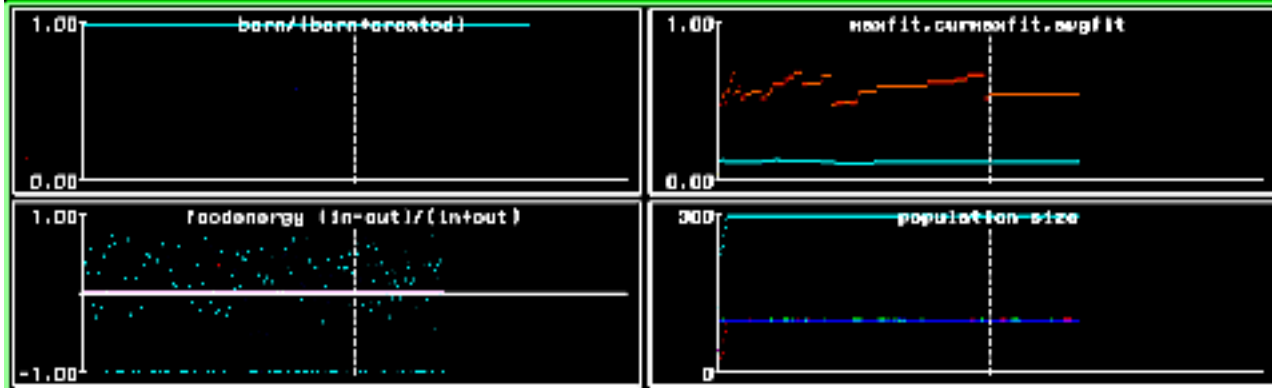 1.00
born/(born+created)
0.00
1.00
maxfit,curmaxfit,avgfit
0.00
1.00
foodenergy (in-out)/(in+out)
-1.00
300
population size
0